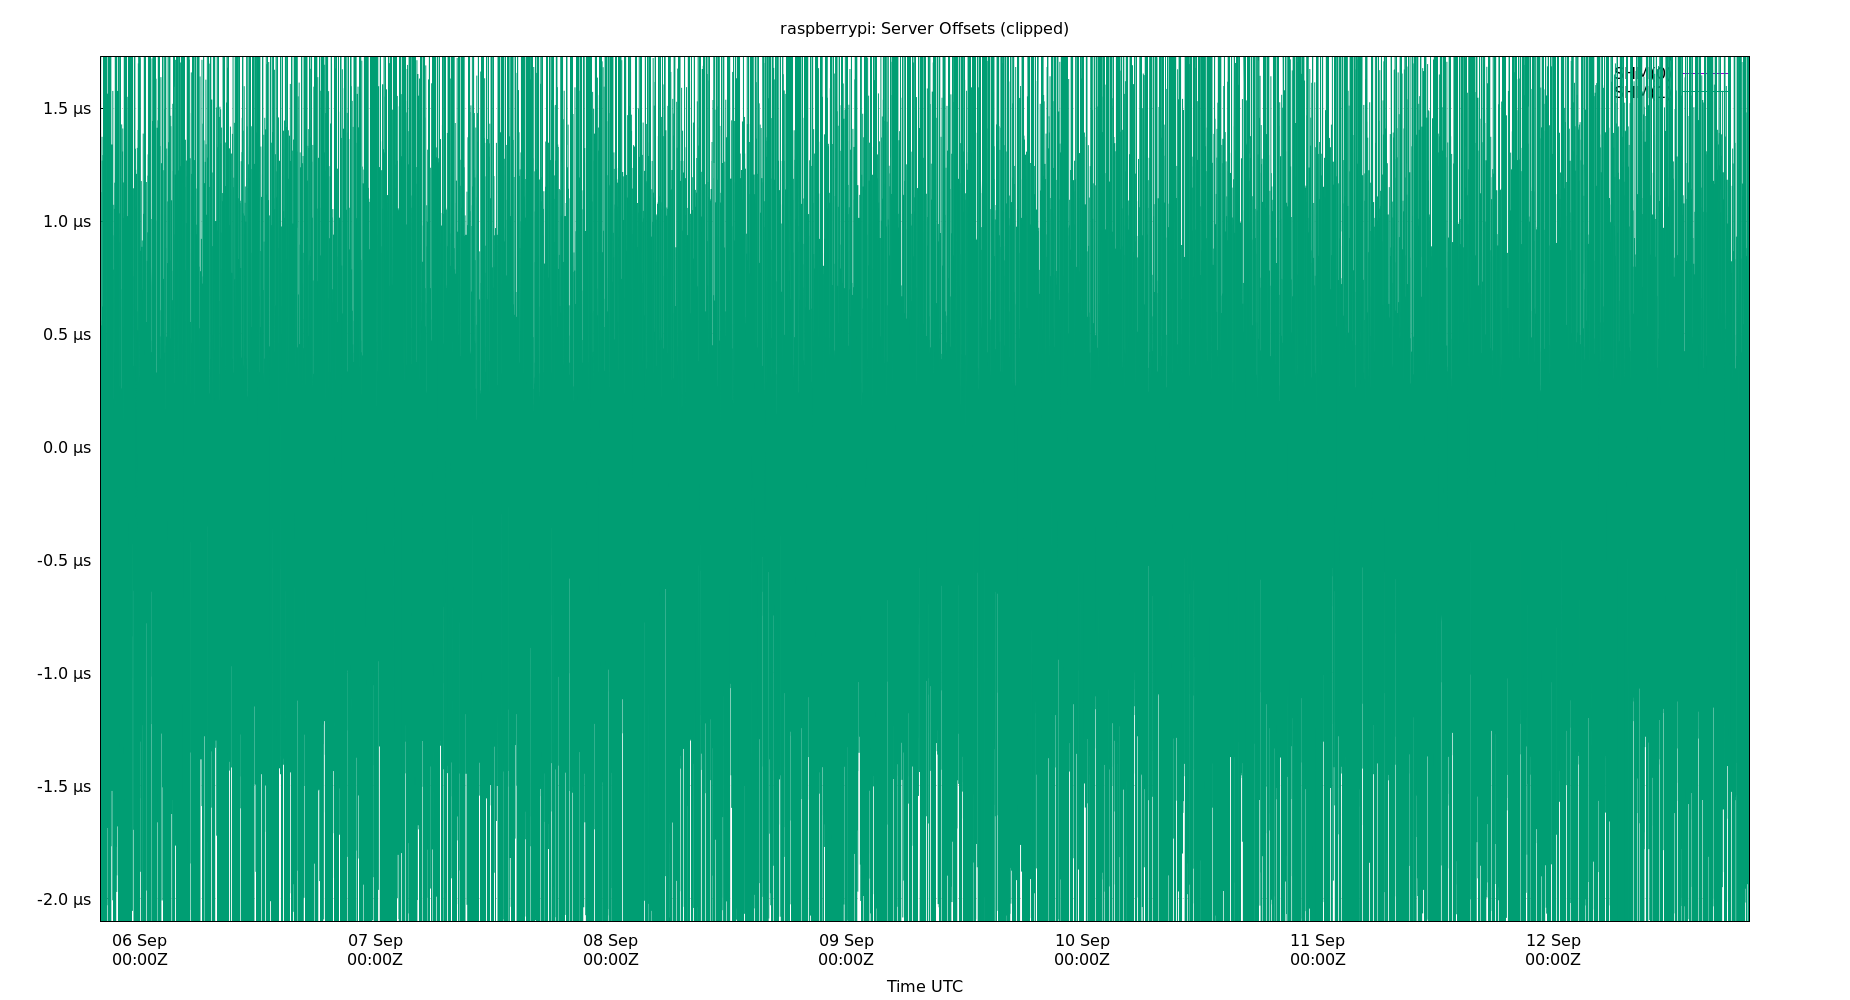 raspberrypi: Server Offsets (clipped)
1.5 μs
1.0 μs
0.5 μs
0.0 μs
-0.5 μs
-1.0 μs
-1.5 μs
-2.0 μs
06 Sep 07 Sep 08 Sep 09 Sep 10 Sep 11 Sep 12 Sep
00:00Z 00:00Z 00:00Z 00:00Z 00:00Z 00:00Z 00:00Z
Time UTC